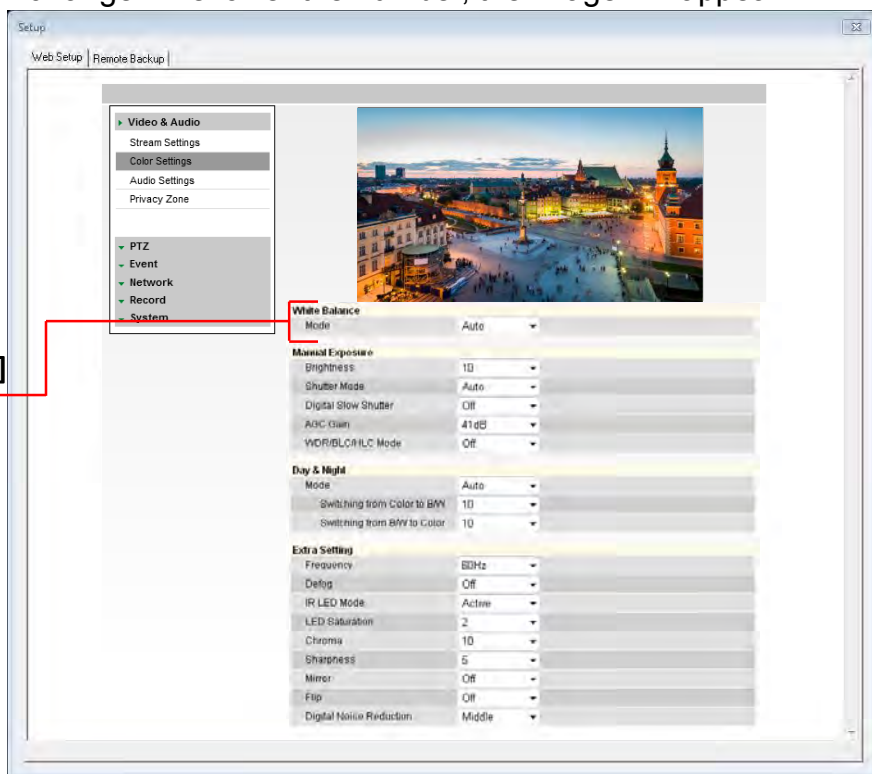 Setup
Web Setup
Remote Backup
Video & Audio
Stream Settings
Color Settings
Audio Settings
Privacy Zone
PTZ
Event
Network
Record
System
]
White Balance
Mode Auto
Manual Exposure
Brightness 10
Shutter Mode Auto
Digital Slow Shutter Off
AGC Gain 41dB
WDR/BLC/HLC Mode Off
Day & Night
Mode Auto
Switching from Color to B/W 10
Switching from B/W to Color 10
Extra Setting
Frequency 60Hz
Defog Off
IR LED Mode Active
LED Saturation 2
Chroma 10
Sharpness 5
Mirror Off
Flip Off
Digital Noise Reduction Middle